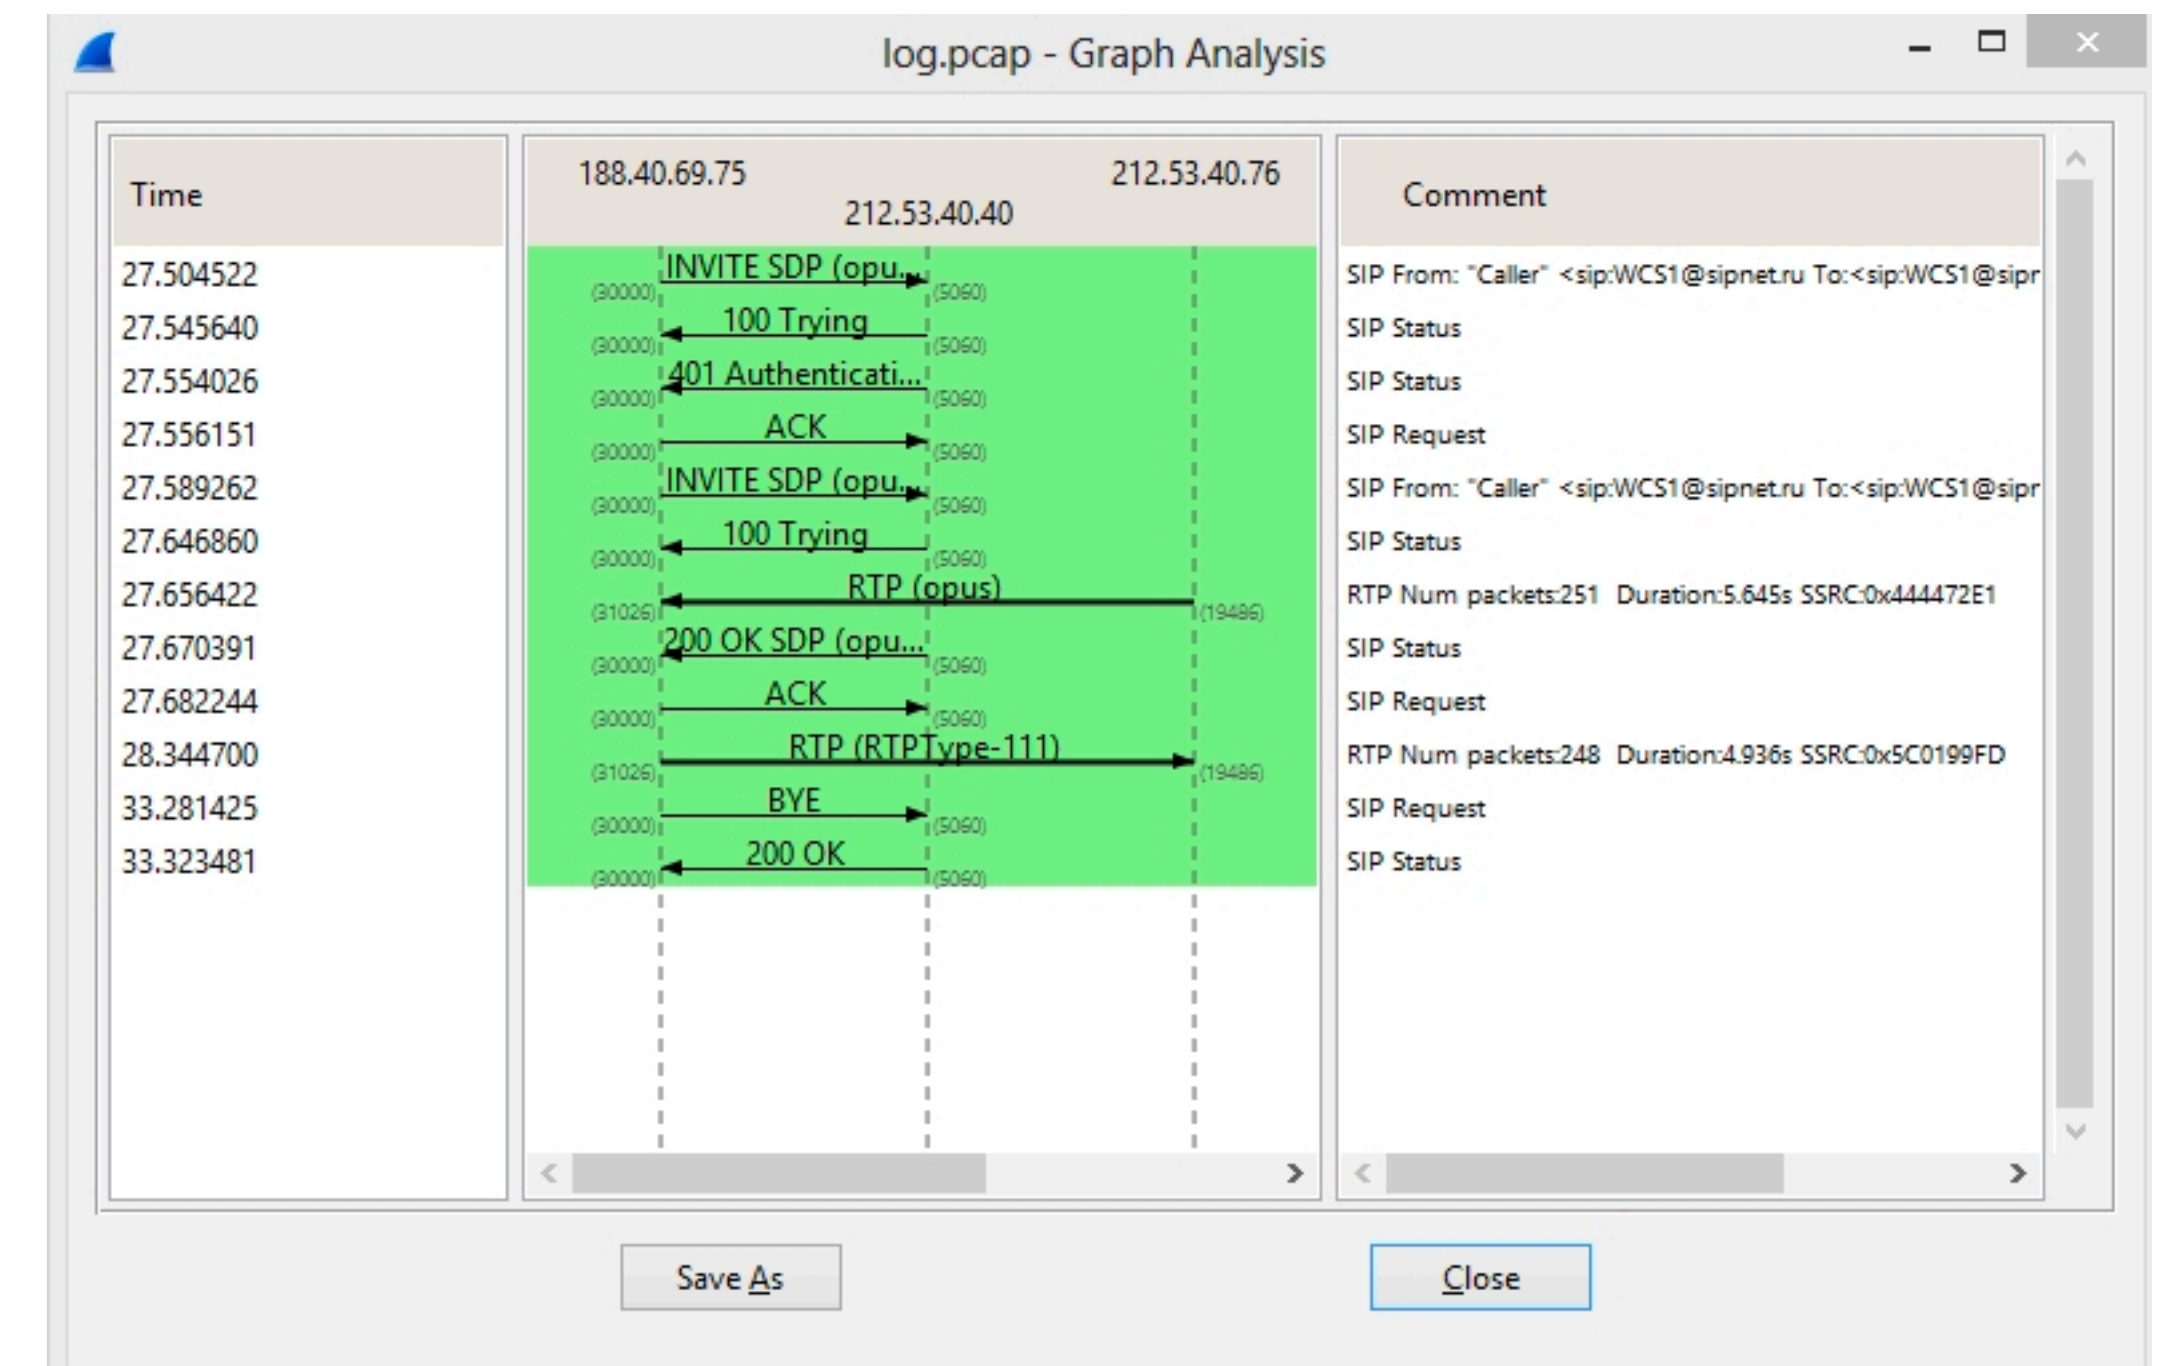 log.pcap - Graph Analysis
Time
188.40.69.75
212.53.40.76
212.53.40.40
Comment
27.504522 INVITE SDP (opu... (30000) (5060) SIP From: "Caller" <sip:WCS1@sipnet.ru To:<sip:WCS1@sipr
27.545640 100 Trying (30000) (5060) SIP Status
27.554026 401 Authenticati... (30000) (5060) SIP Status
27.556151 ACK (30000) (5060) SIP Request
27.589262 INVITE SDP (opu... (30000) (5060) SIP From: "Caller" <sip:WCS1@sipnet.ru To:<sip:WCS1@sipr
27.646860 100 Trying (30000) (5060) SIP Status
27.656422 RTP (opus) (31026) (19486) RTP Num packets:251 Duration:5.645s SSRC:0x444472E1
27.670391 200 OK SDP (opu... (30000) (5060) SIP Status
27.682244 ACK (30000) (5060) SIP Request
28.344700 RTP (RTPType-111) (31026) (19486) RTP Num packets:248 Duration:4.936s SSRC:0x5C0199FD
33.281425 BYE (30000) (5060) SIP Request
33.323481 200 OK (30000) (5060) SIP Status
Save As
Close